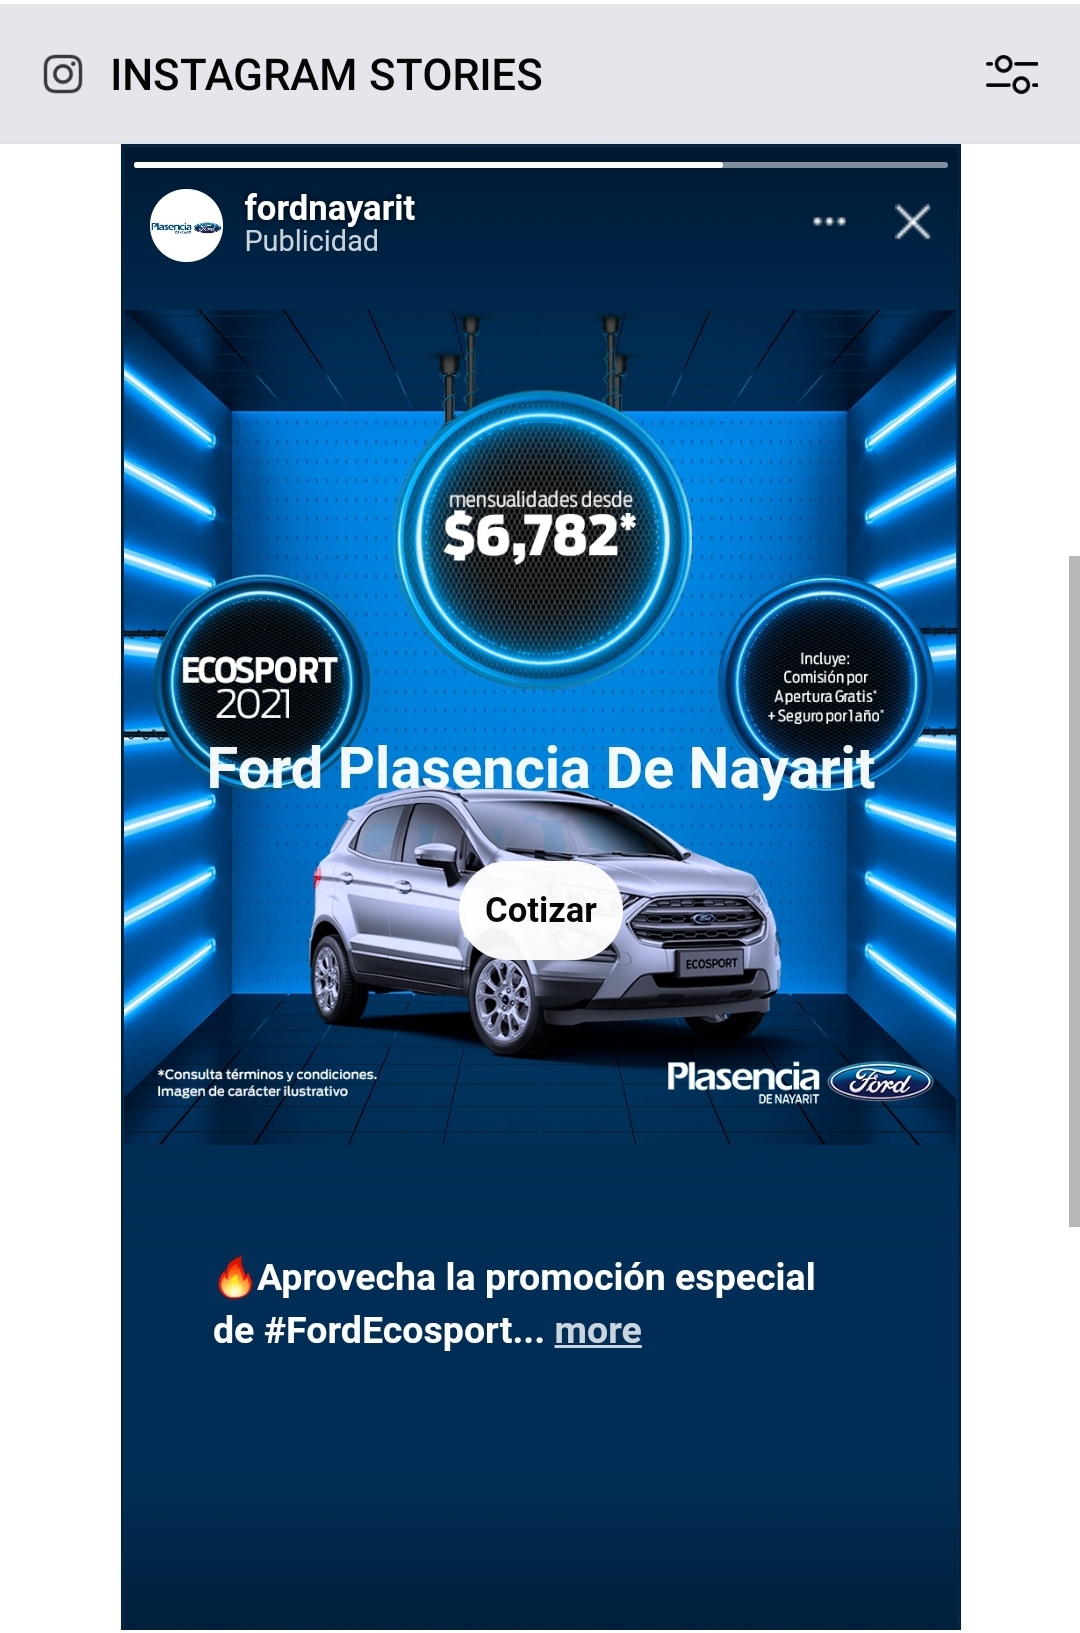 INSTAGRAM STORIES
fordnayarit
Publicidad
mensualidades desde
$6,782*
ECOSPORT
2021
Incluye:
Comisión por
Apertura Gratis*
+ Seguro por 1 año*
Ford Plasencia De Nayarit
Cotizar
ECOSPORT
*Consulta términos y condiciones.
Imagen de carácter ilustrativo
Plasencia
DE NAYARIT
Ford
🔥Aprovecha la promoción especial
de #FordEcosport... more